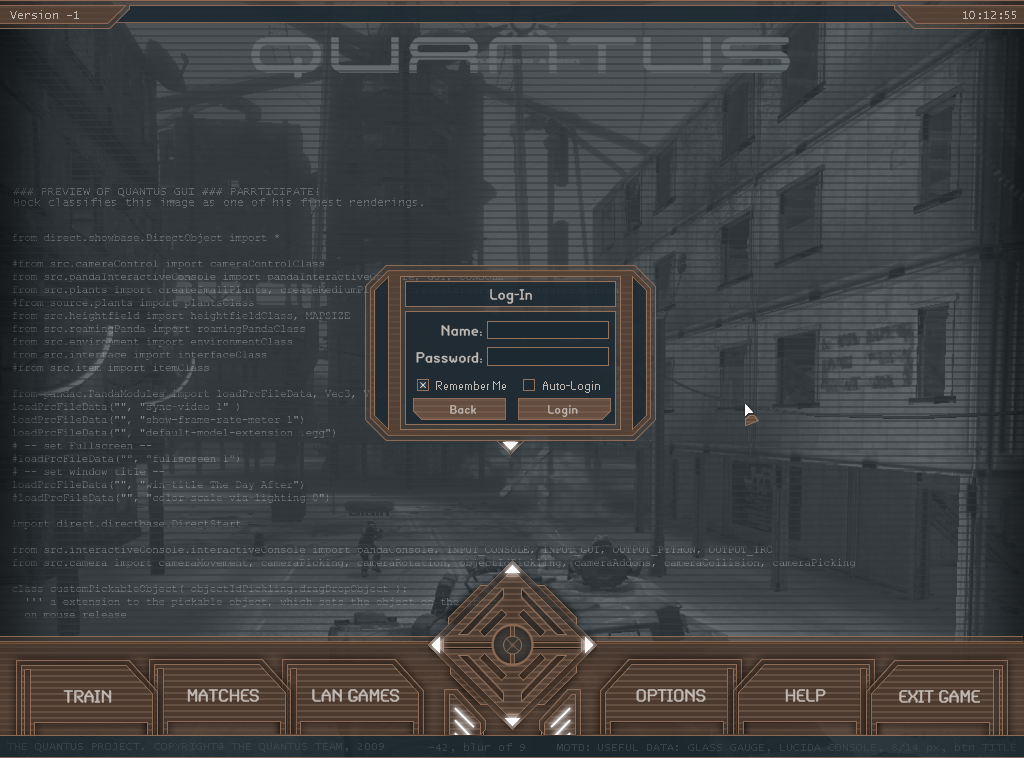 Version -1
10:12:55
QUANTUS
### PREVIEW OF QUANTUS GUI ### PARRTICIPATE!
Hock classifies this image as one of his finest renderings.
from direct.showbase.DirectObject import *
#from src.cameraControl import cameraControlClass
from src.pandaInteractiveConsole import pandaInteractive
from src.plants import createSmallPlants, createMediumPl
#from source.plants import plantsClass
from src.heightfield import heightfieldClass, MAPSIZE
from src.roamingPanda import roamingPandaClass
from src.environment import environmentClass
from src.interface import interfaceClass
#from src.item import itemClass
from pandac.PandaModules import loadPrcFileData, Vec3, V
loadPrcFileData("", "sync-video 1" )
loadPrcFileData("", "show-frame-rate-meter 1")
loadPrcFileData("", "default-model-extension .egg")
# -- set Fullscreen --
#loadPrcFileData("", "fullscreen 1")
# -- set window title --
loadPrcFileData("", "win-title The Day After")
#loadPrcFileData("", "color-scale-via-lighting 0")
import direct.directbase.DirectStart
from src.interactiveConsole.interactiveConsole import pandaConsole, INPUT_CONSOLE, INPUT_GUI, OUTPUT_PYTHON, OUTPUT_IRC
from src.camera import cameraMovement, cameraPicking, cameraRotation, objectIdPickling, cameraAddons, cameraCollision, cameraPicking
class customPickableObject( objectIdPickling.dragDropObject ):
''' a extension to the pickable object, which sets the object on the
on mouse release
Log-In
Name:
Password:
Remember Me
Auto-Login
Back
Login
TRAIN
MATCHES
LAN GAMES
OPTIONS
HELP
EXIT GAME
THE QUANTUS PROJECT. COPYRIGHT© THE QUANTUS TEAM, 2009
-42, blur of 9
MOTD: USEFUL DATA: GLASS GAUGE, LUCIDA CONSOLE, 8/14 px, btn TITLE